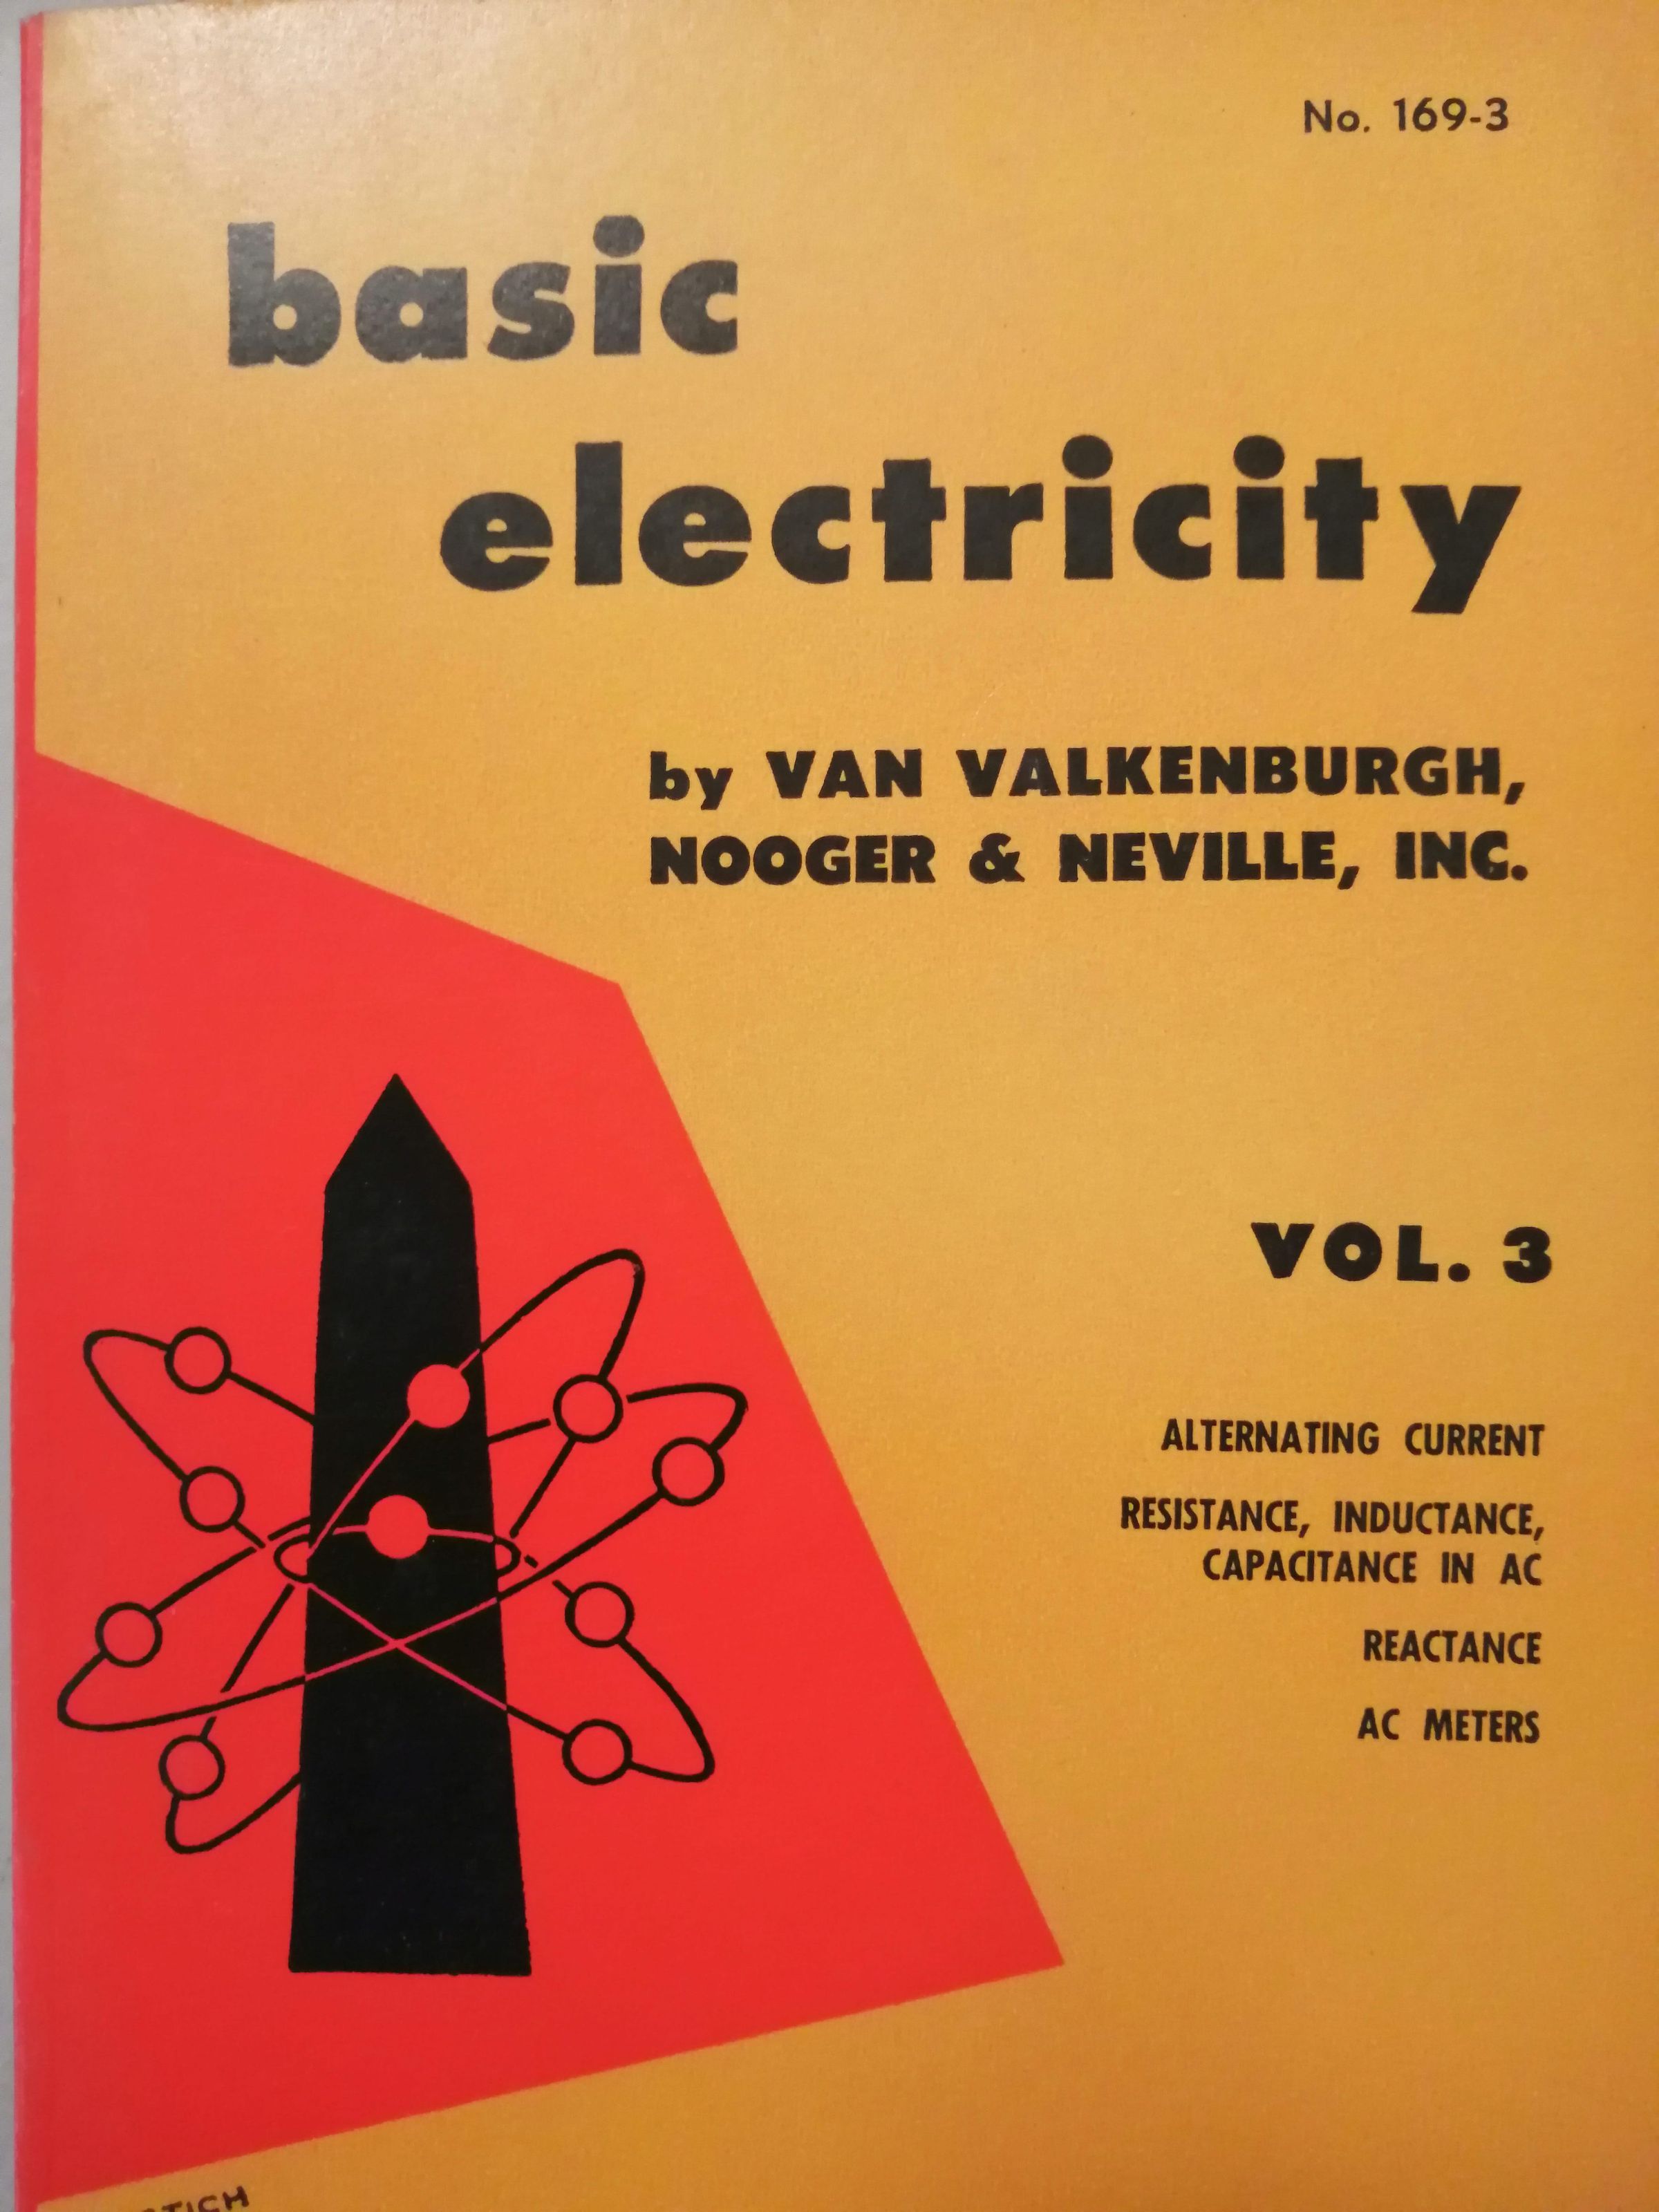 No. 169-3
basic
electricity
by VAN VALKENBURGH,
NOOGER & NEVILLE, INC.
VOL. 3
ALTERNATING CURRENT
RESISTANCE, INDUCTANCE,
CAPACITANCE IN AC
REACTANCE
AC METERS